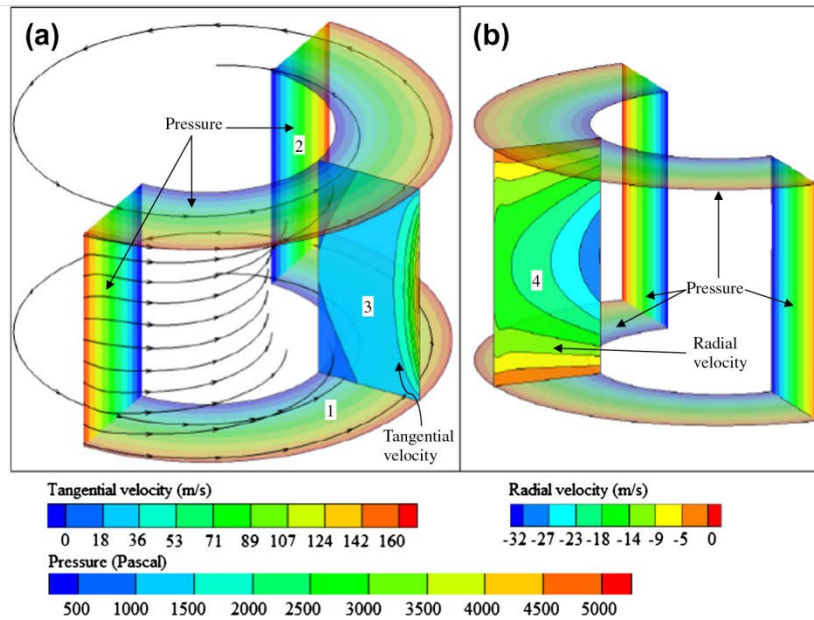 (a)
(b)
Pressure
2
3
1
Tangential
velocity
4
Pressure
Radial
velocity
Tangential velocity (m/s)
0 18 36 53 71 89 107 124 142 160
Radial velocity (m/s)
-32 -27 -23 -18 -14 -9 -5 0
Pressure (Pascal)
500 1000 1500 2000 2500 3000 3500 4000 4500 5000